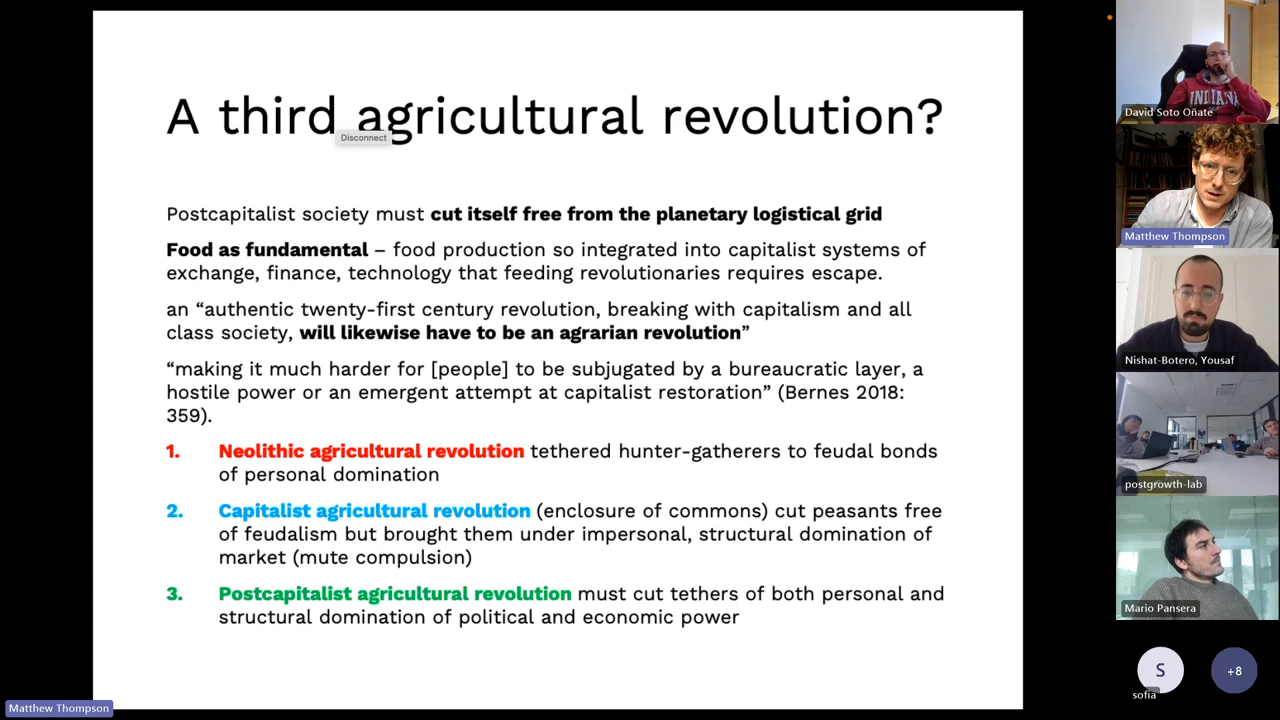 A third agricultural revolution?
Disconnect
Postcapitalist society must cut itself free from the planetary logistical grid
Food as fundamental – food production so integrated into capitalist systems of
exchange, finance, technology that feeding revolutionaries requires escape.
an “authentic twenty-first century revolution, breaking with capitalism and all
class society, will likewise have to be an agrarian revolution”
“making it much harder for [people] to be subjugated by a bureaucratic layer, a
hostile power or an emergent attempt at capitalist restoration” (Bernes 2018:
359).
1. Neolithic agricultural revolution tethered hunter-gatherers to feudal bonds
of personal domination
2. Capitalist agricultural revolution (enclosure of commons) cut peasants free
of feudalism but brought them under impersonal, structural domination of
market (mute compulsion)
3. Postcapitalist agricultural revolution must cut tethers of both personal and
structural domination of political and economic power
Matthew Thompson
INDIANA
David Soto Oñate
Matthew Thompson
Nishat-Botero, Yousaf
postgrowth-lab
Mario Pansera
S
sofia
+8